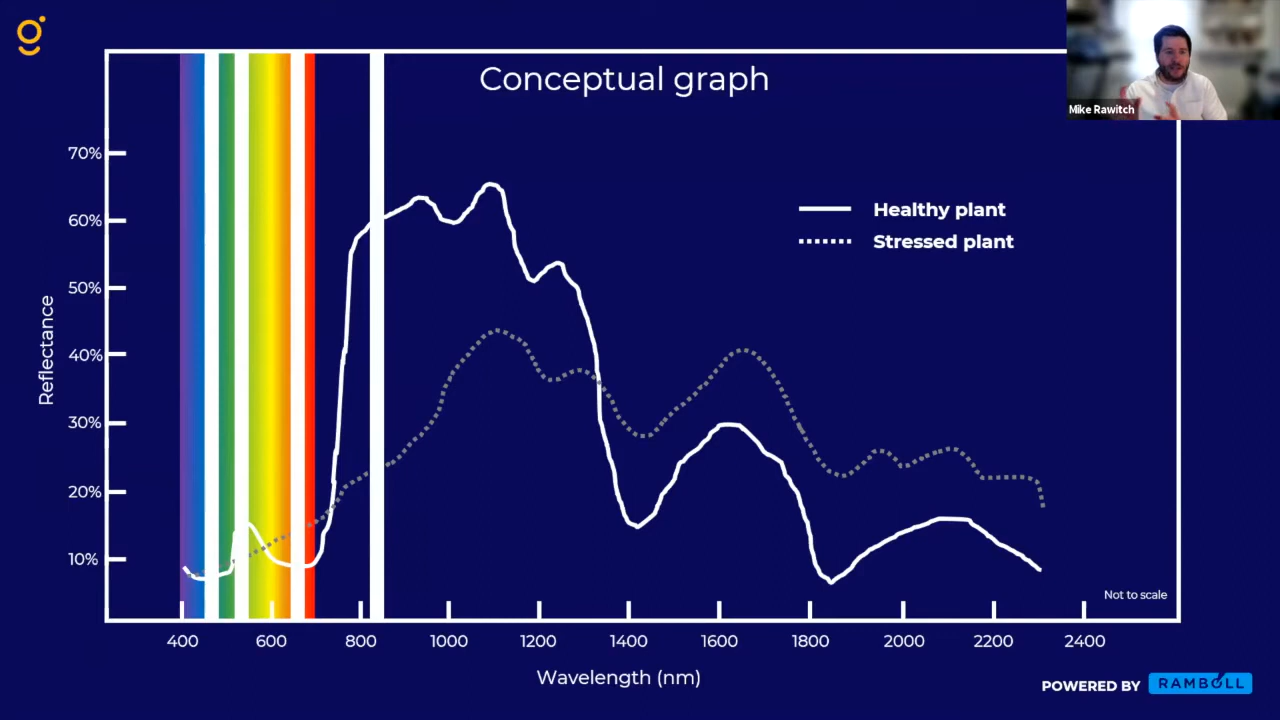 Conceptual graph
Mike Rawitch
70%
60%
50%
40%
30%
20%
10%
Reflectance
Healthy plant
Stressed plant
Not to scale
400 600 800 1000 1200 1400 1600 1800 2000 2200 2400
Wavelength (nm)
POWERED BY RAMBOLL